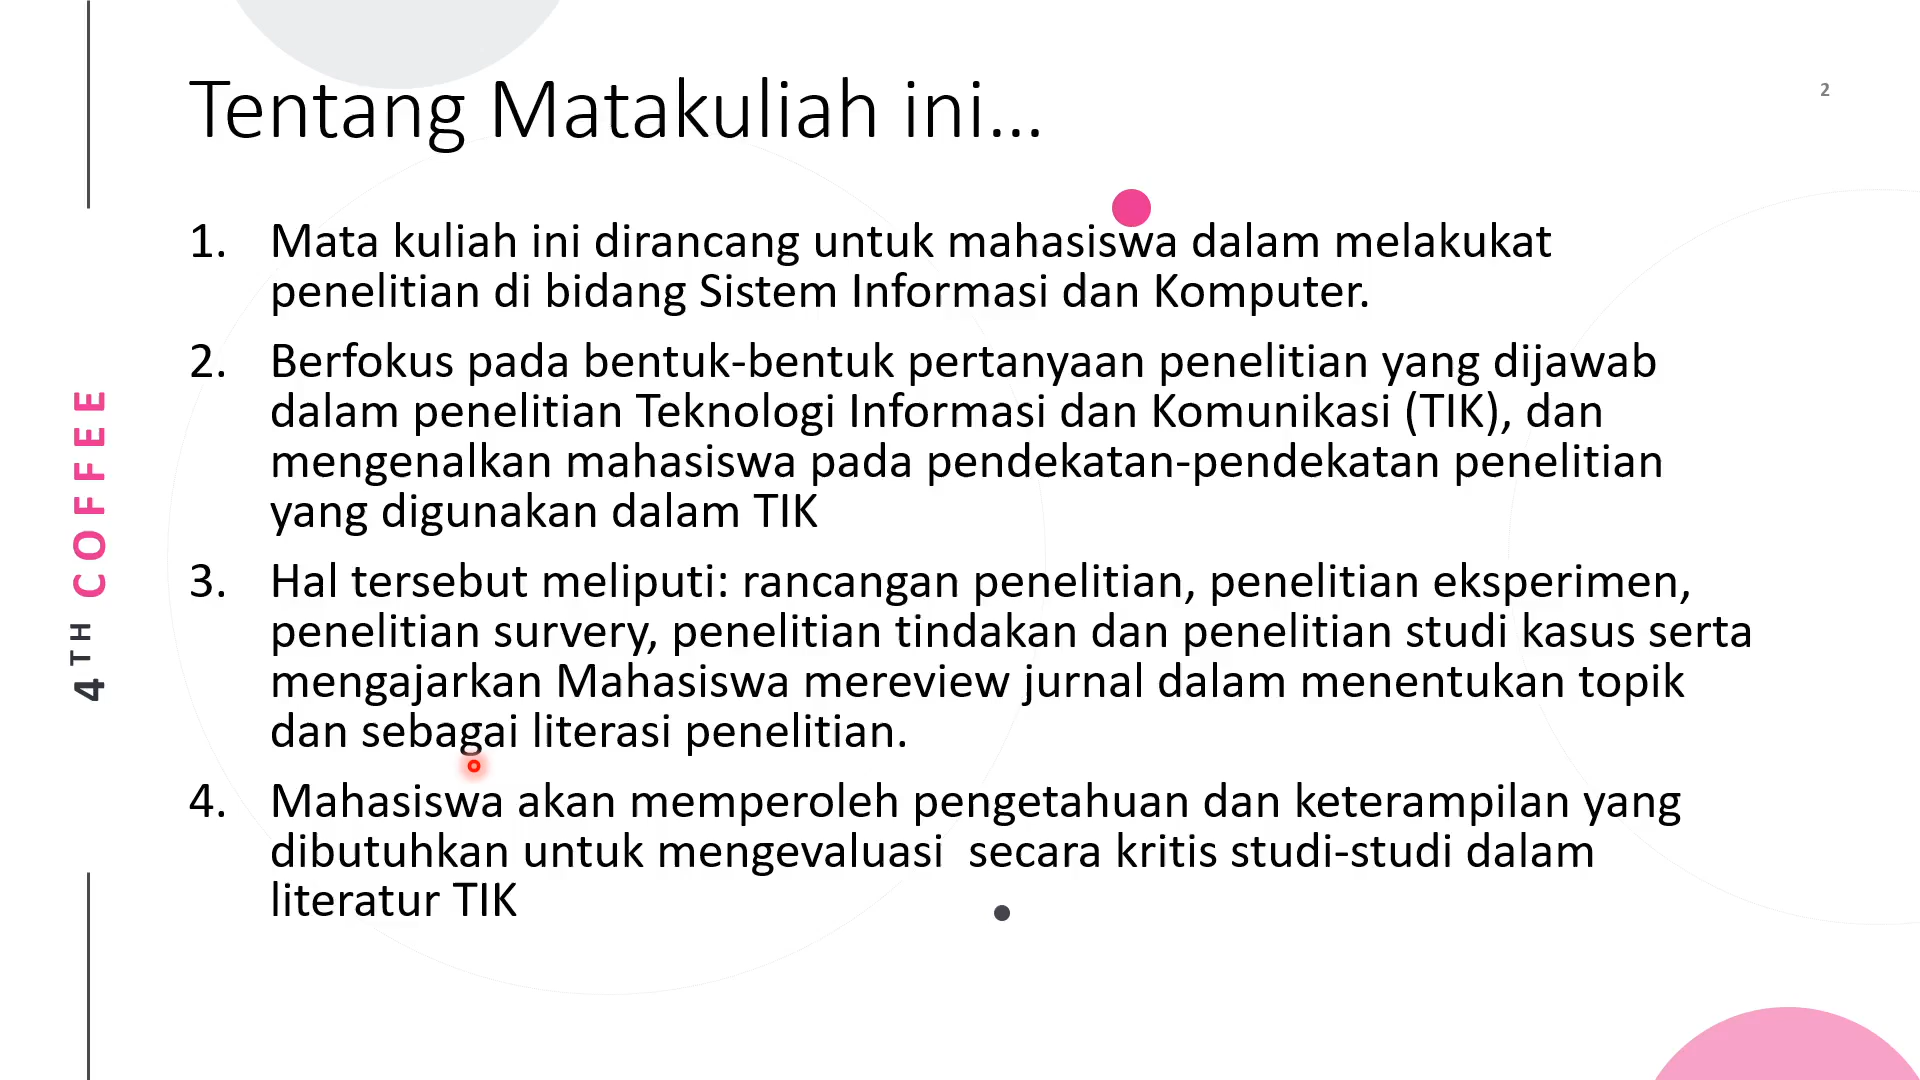 Tentang Matakuliah ini...
2
1. Mata kuliah ini dirancang untuk mahasiswa dalam melakukat
penelitian di bidang Sistem Informasi dan Komputer.
2. Berfokus pada bentuk-bentuk pertanyaan penelitian yang dijawab
dalam penelitian Teknologi Informasi dan Komunikasi (TIK), dan
mengenalkan mahasiswa pada pendekatan-pendekatan penelitian
yang digunakan dalam TIK
3. Hal tersebut meliputi: rancangan penelitian, penelitian eksperimen,
penelitian survery, penelitian tindakan dan penelitian studi kasus serta
mengajarkan Mahasiswa mereview jurnal dalam menentukan topik
dan sebagai literasi penelitian.
4. Mahasiswa akan memperoleh pengetahuan dan keterampilan yang
dibutuhkan untuk mengevaluasi  secara kritis studi-studi dalam
literatur TIK
4TH COFFEE